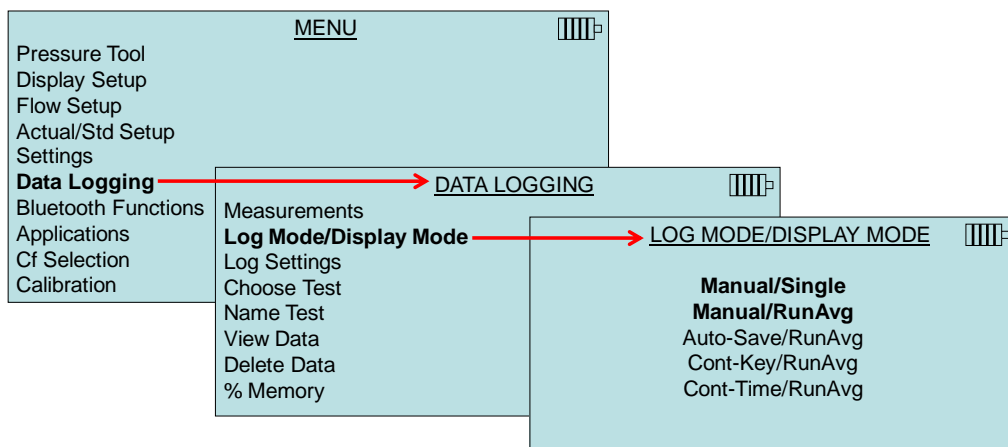 MENU
Pressure Tool
Display Setup
Flow Setup
Actual/Std Setup
Settings
Data Logging
Bluetooth Functions
Applications
Cf Selection
Calibration
DATA LOGGING
Measurements
Log Mode/Display Mode
Log Settings
Choose Test
Name Test
View Data
Delete Data
% Memory
LOG MODE/DISPLAY MODE
Manual/Single
Manual/RunAvg
Auto-Save/RunAvg
Cont-Key/RunAvg
Cont-Time/RunAvg